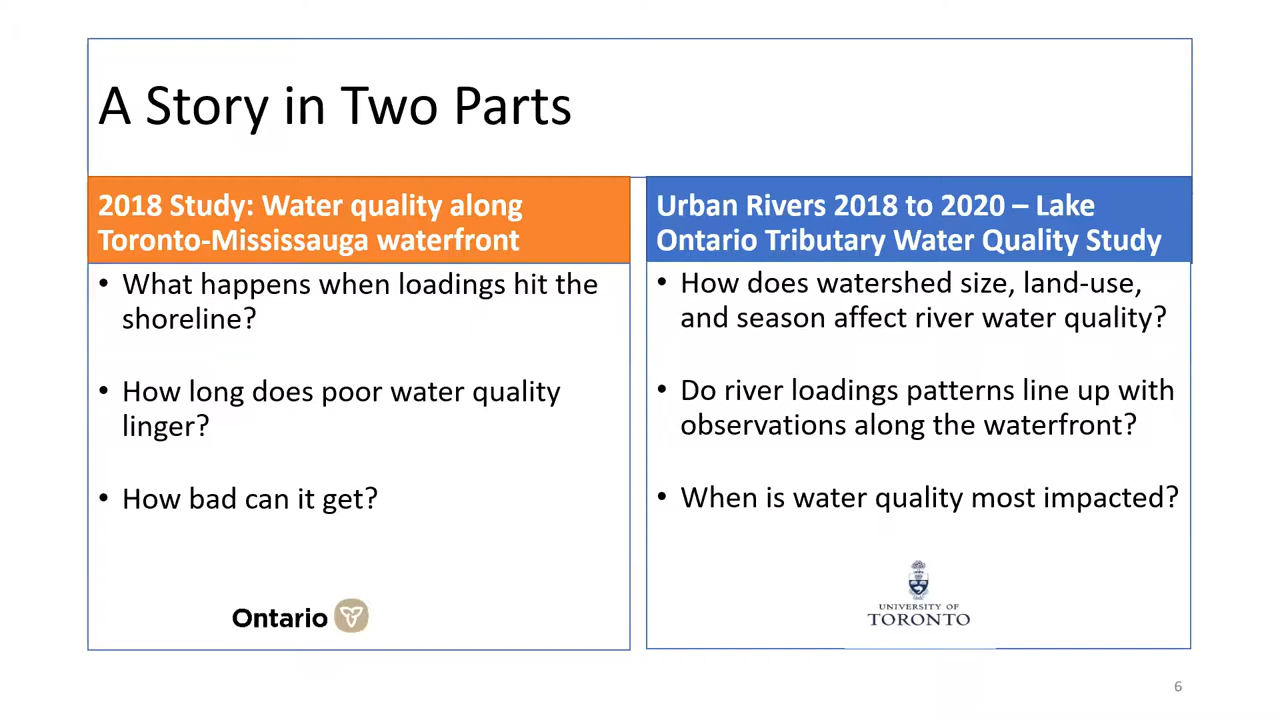 A Story in Two Parts
2018 Study: Water quality along
Toronto-Mississauga waterfront
• What happens when loadings hit the
shoreline?
• How long does poor water quality
linger?
• How bad can it get?
Ontario
Urban Rivers 2018 to 2020 – Lake
Ontario Tributary Water Quality Study
• How does watershed size, land-use,
and season affect river water quality?
• Do river loadings patterns line up with
observations along the waterfront?
• When is water quality most impacted?
UNIVERSITY OF
TORONTO
6